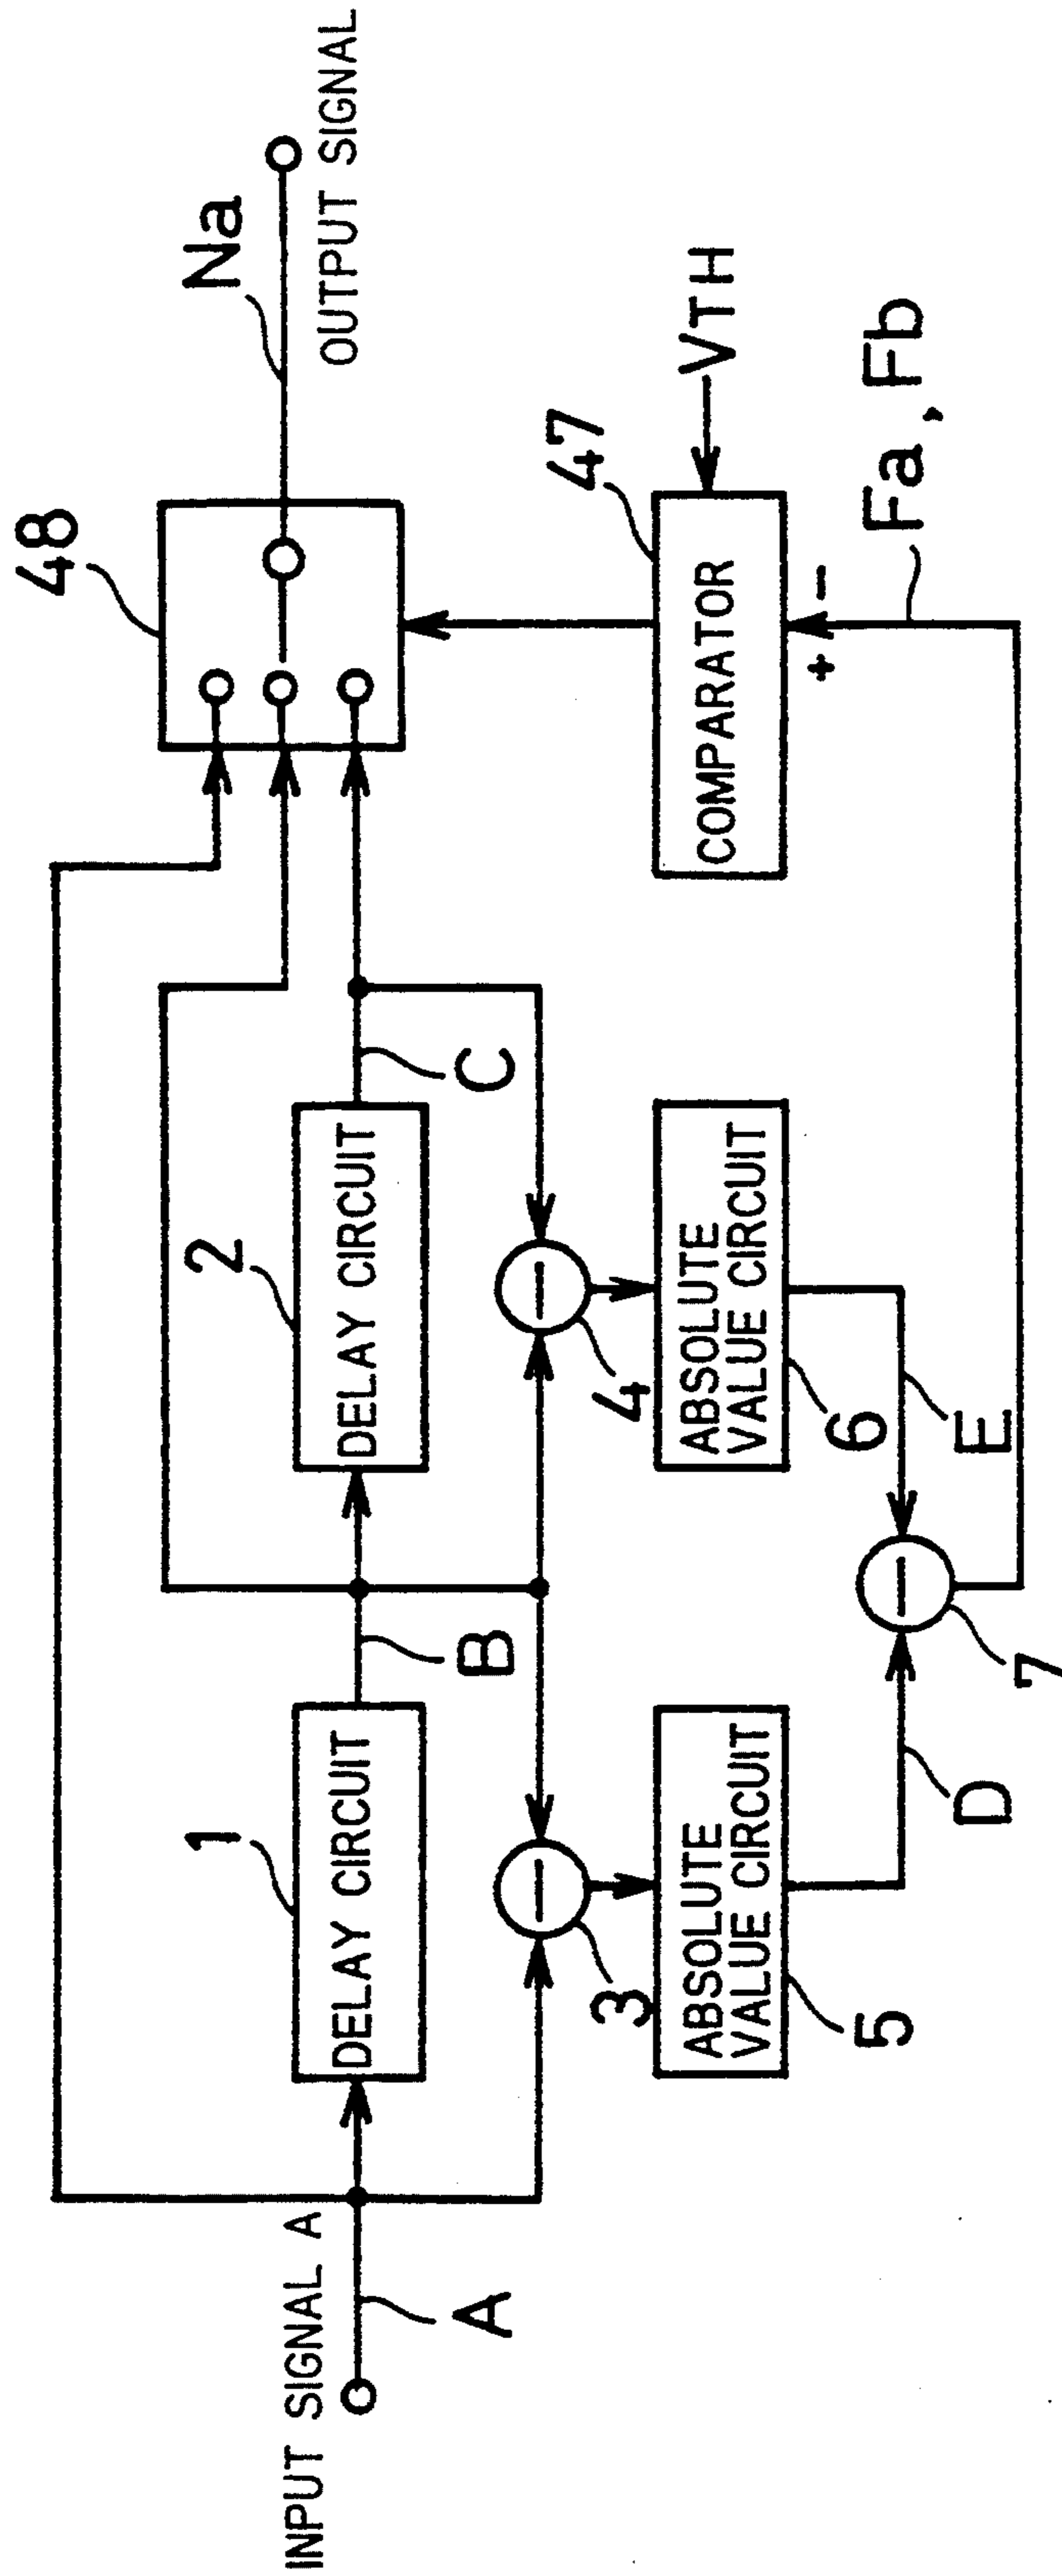 INPUT SIGNAL A
A
1
DELAY CIRCUIT
B
2
DELAY CIRCUIT
C
48
Na
OUTPUT SIGNAL
3
4
5
ABSOLUTE
VALUE CIRCUIT
6
ABSOLUTE
VALUE CIRCUIT
47
COMPARATOR
VTH
+ -
D
E
7
Fa, Fb